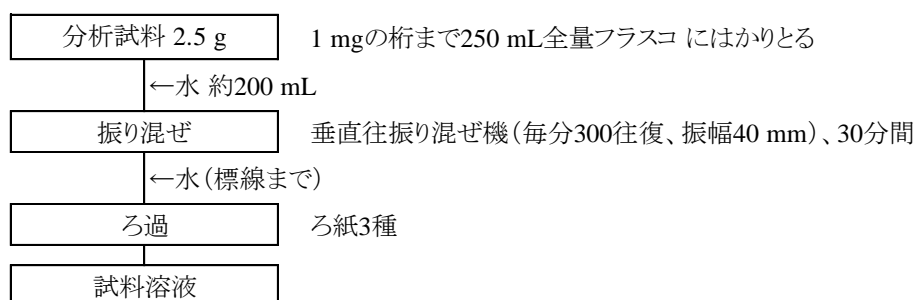 分析試料 2.5 g 1 mgの桁まで250 mL全量フラスコ にはかりとる
←水 約200 mL
振り混ぜ 垂直往振り混ぜ機（毎分300往復、振幅40 mm）、30分間
←水（標線まで）
ろ過 ろ紙3種
試料溶液